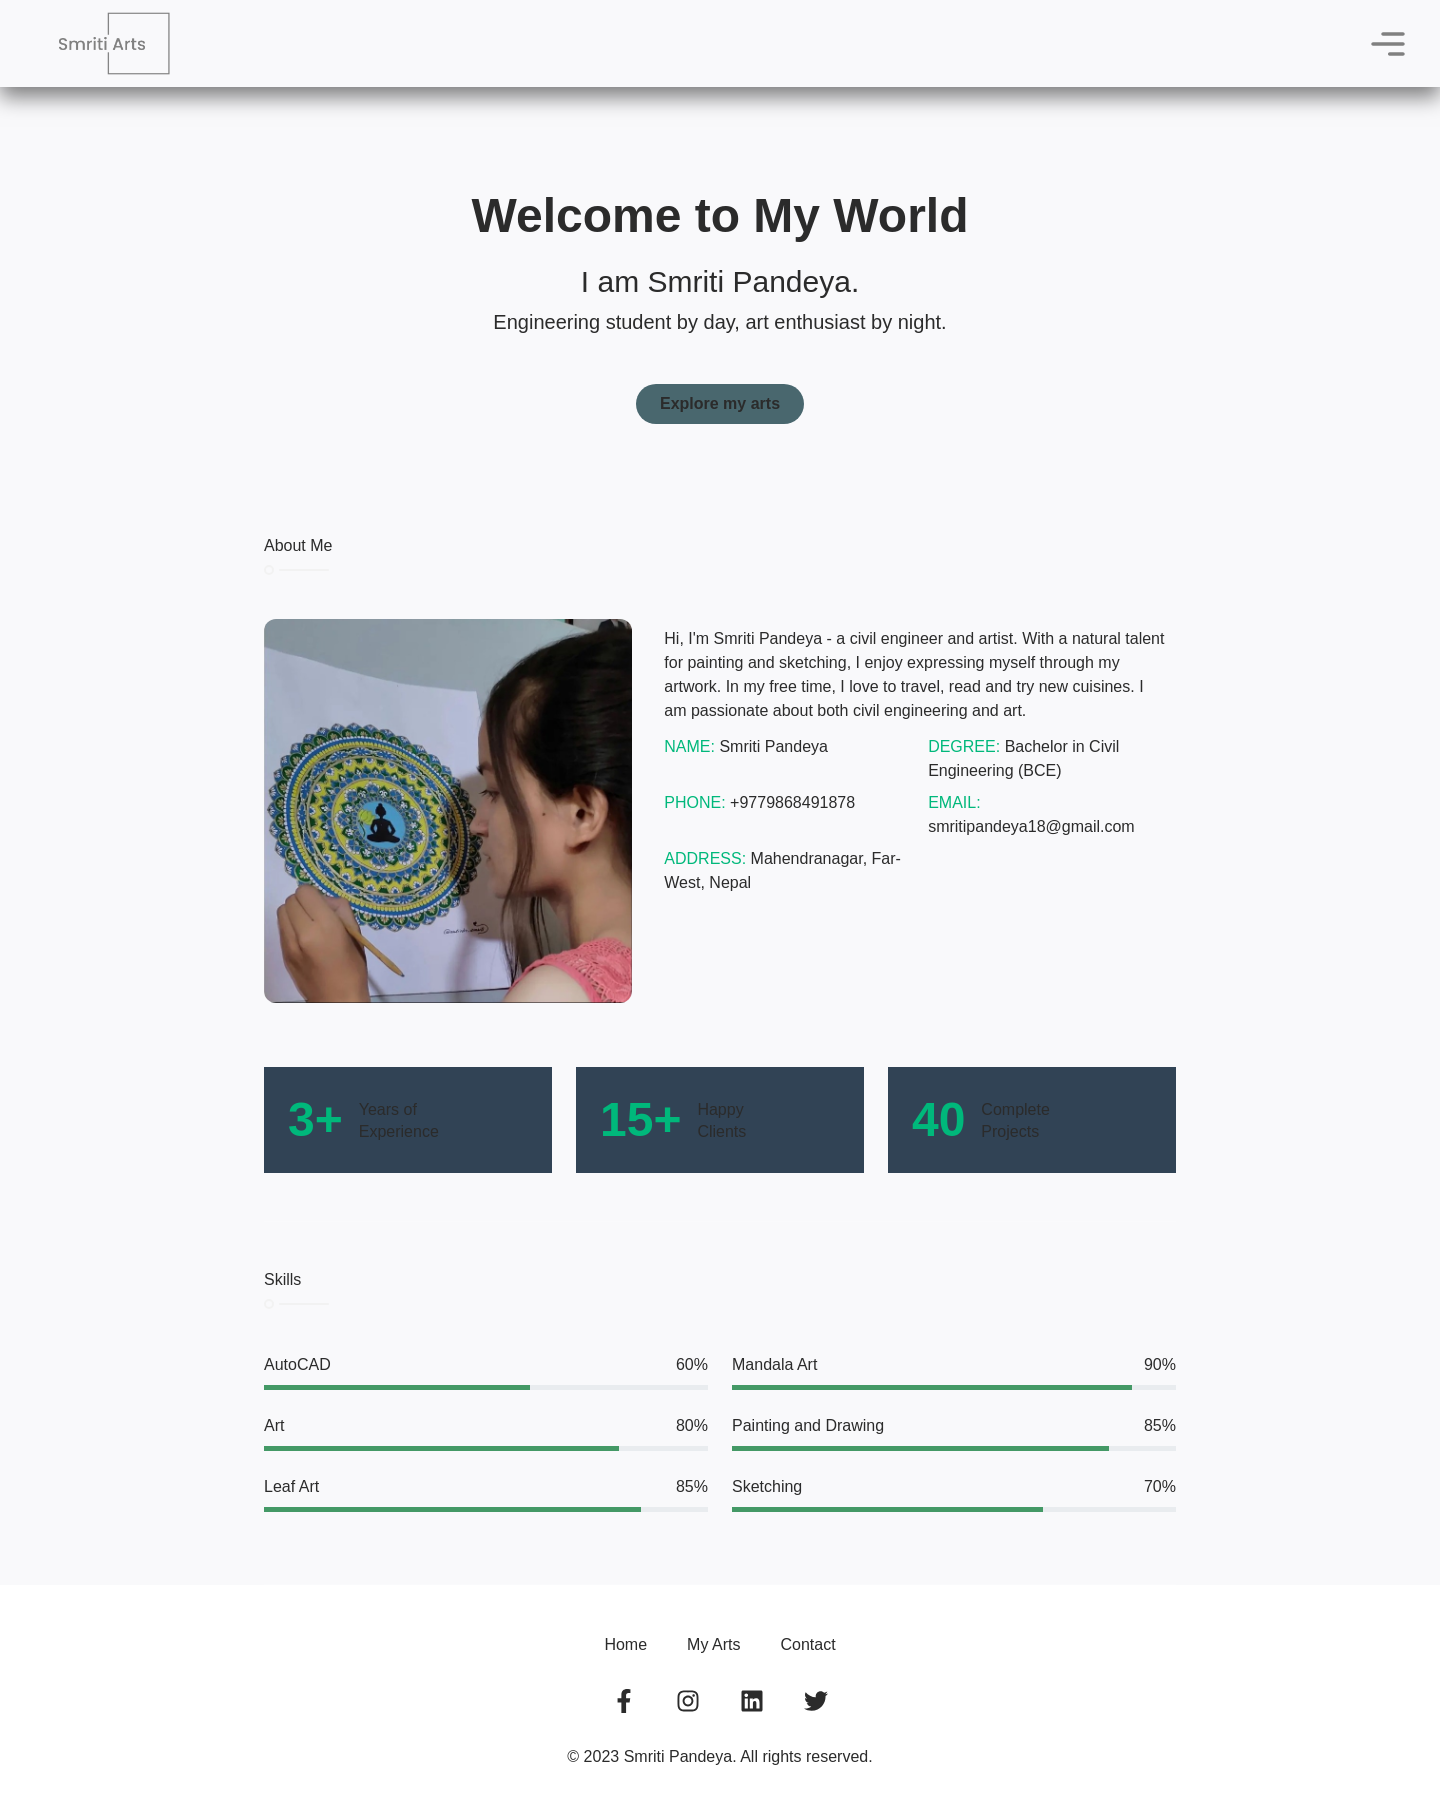 Smriti Arts
Welcome to My World
I am Smriti Pandeya.
Engineering student by day, art enthusiast by night.
Explore my arts
About Me
Hi, I'm Smriti Pandeya - a civil engineer and artist. With a natural talent
for painting and sketching, I enjoy expressing myself through my
artwork. In my free time, I love to travel, read and try new cuisines. I
am passionate about both civil engineering and art.
NAME: Smriti Pandeya
DEGREE: Bachelor in Civil
Engineering (BCE)
PHONE: +9779868491878
EMAIL:
smritipandeya18@gmail.com
ADDRESS: Mahendranagar, Far-
West, Nepal
3+ Years of
Experience
15+ Happy
Clients
40 Complete
Projects
Skills
AutoCAD 60%
Mandala Art 90%
Art 80%
Painting and Drawing 85%
Leaf Art 85%
Sketching 70%
Home My Arts Contact
© 2023 Smriti Pandeya. All rights reserved.